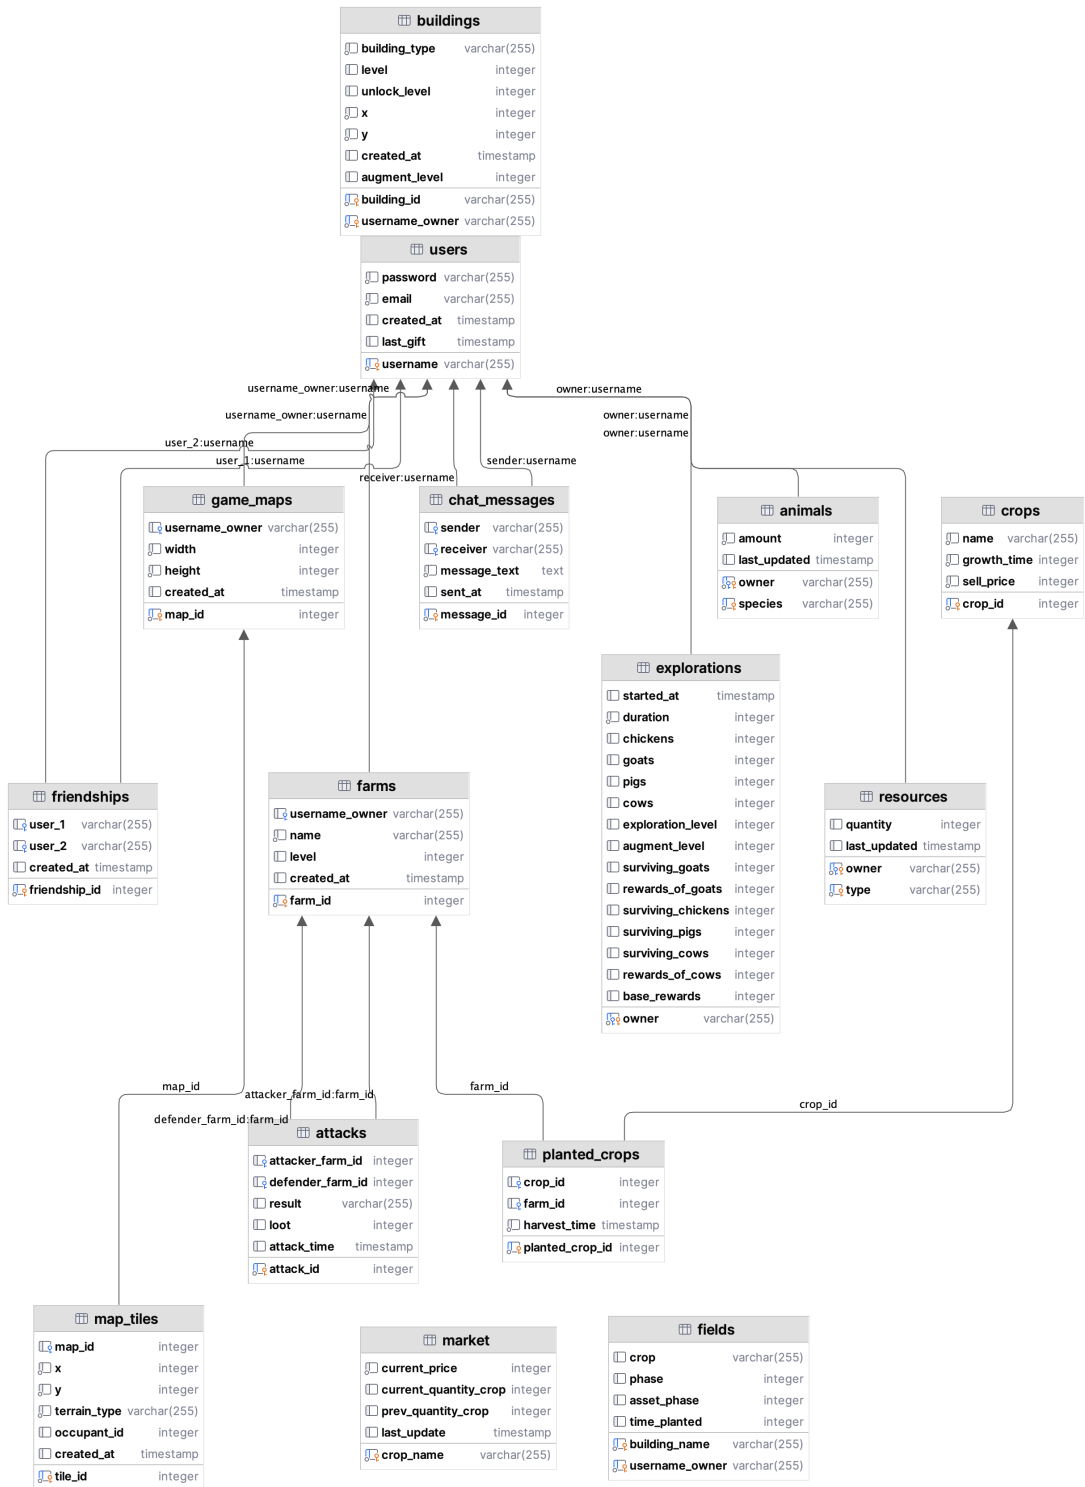 buildings
building_type varchar(255)
level integer
unlock_level integer
x integer
y integer
created_at timestamp
augment_level integer
building_id varchar(255)
username_owner varchar(255)
users
password varchar(255)
email varchar(255)
created_at timestamp
last_gift timestamp
username varchar(255)
username_owner:username
owner:username
username_owner:username
owner:username
owner:username
user_2:username
user_1:username
sender:username
receiver:username
game_maps
username_owner varchar(255)
width integer
height integer
created_at timestamp
map_id integer
chat_messages
sender varchar(255)
receiver varchar(255)
message_text text
sent_at timestamp
message_id integer
animals
amount integer
last_updated timestamp
owner varchar(255)
species varchar(255)
crops
name varchar(255)
growth_time integer
sell_price integer
crop_id integer
explorations
started_at timestamp
duration integer
chickens integer
goats integer
pigs integer
cows integer
exploration_level integer
augment_level integer
surviving_goats integer
rewards_of_goats integer
surviving_chickens integer
surviving_pigs integer
surviving_cows integer
rewards_of_cows integer
base_rewards integer
owner varchar(255)
friendships
user_1 varchar(255)
user_2 varchar(255)
created_at timestamp
friendship_id integer
farms
username_owner varchar(255)
name varchar(255)
level integer
created_at timestamp
farm_id integer
resources
quantity integer
last_updated timestamp
owner varchar(255)
type varchar(255)
map_id
attacker_farm_id:farm_id
farm_id
crop_id
defender_farm_id:farm_id
attacks
attacker_farm_id integer
defender_farm_id integer
result varchar(255)
loot integer
attack_time timestamp
attack_id integer
planted_crops
crop_id integer
farm_id integer
harvest_time timestamp
planted_crop_id integer
map_tiles
map_id integer
x integer
y integer
terrain_type varchar(255)
occupant_id integer
created_at timestamp
tile_id integer
market
current_price integer
current_quantity_crop integer
prev_quantity_crop integer
last_update timestamp
crop_name varchar(255)
fields
crop varchar(255)
phase integer
asset_phase integer
time_planted integer
building_name varchar(255)
username_owner varchar(255)